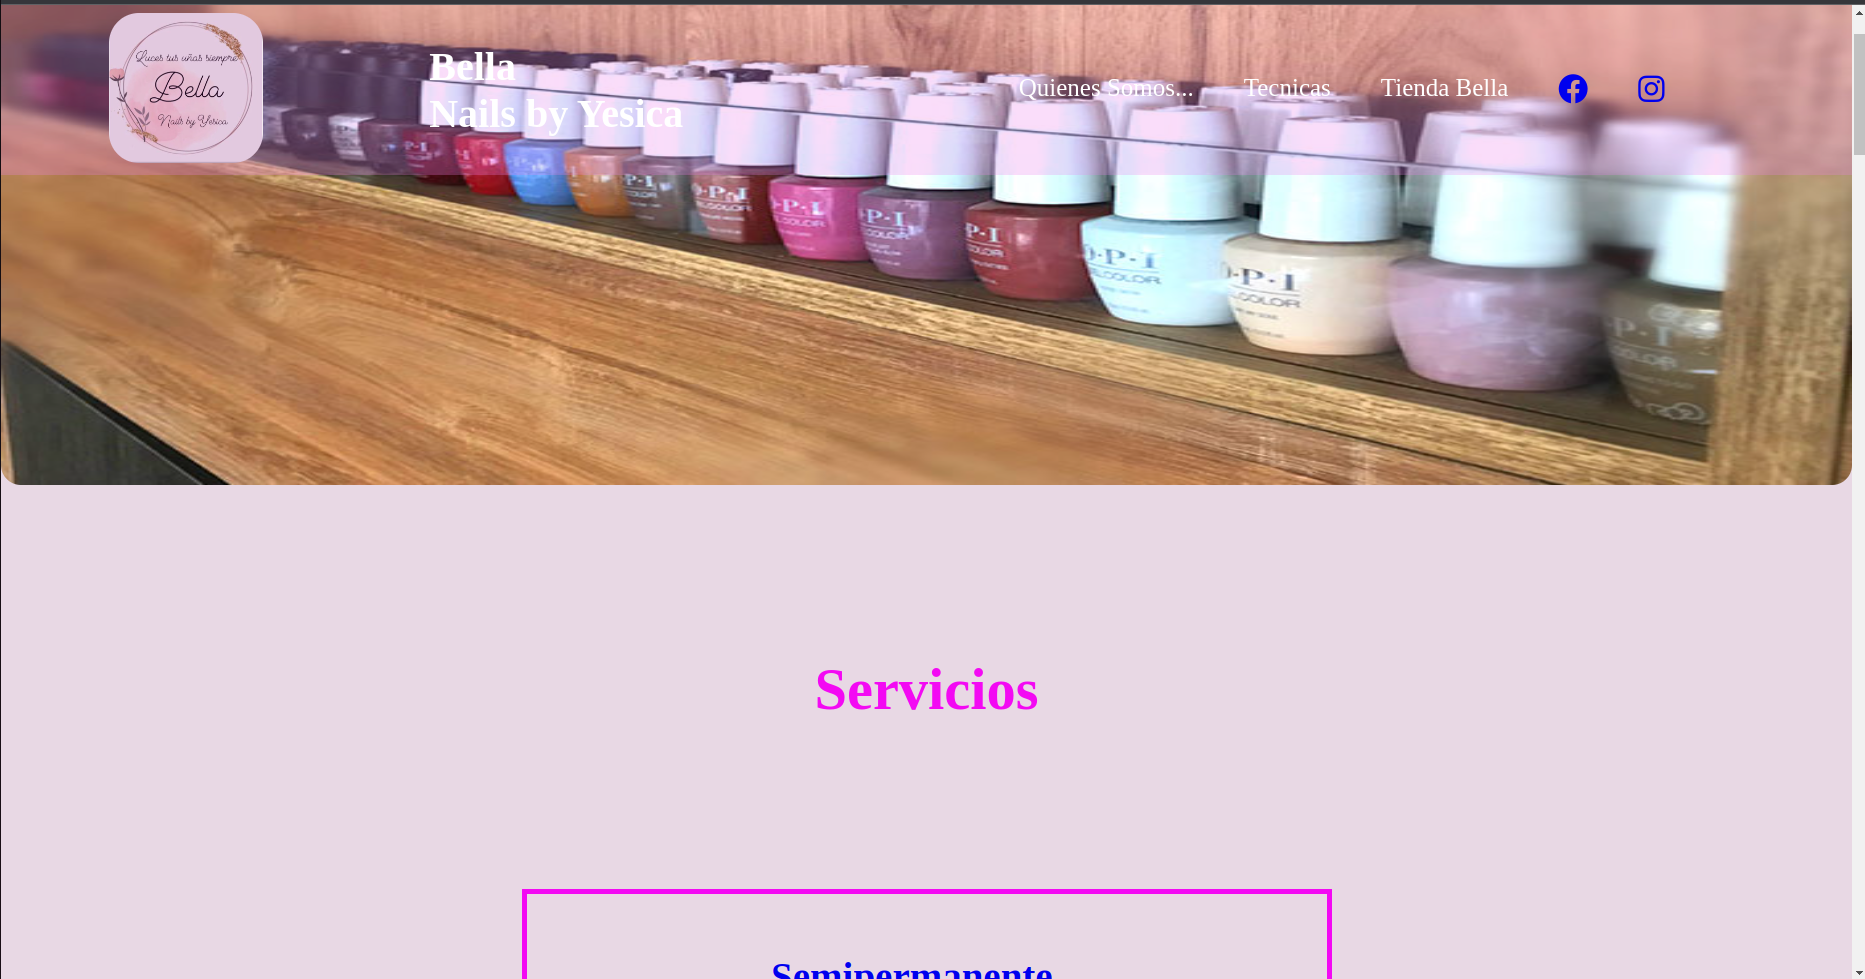 Luces tus uñas siempre
Bella
Nails by Yesica
Bella
Nails by Yesica
Quienes Somos...
Tecnicas
Tienda Bella
O·P·I
O·P·I
O·P·I
O·P·I
GELCOLOR
Servicios
Semipermanente